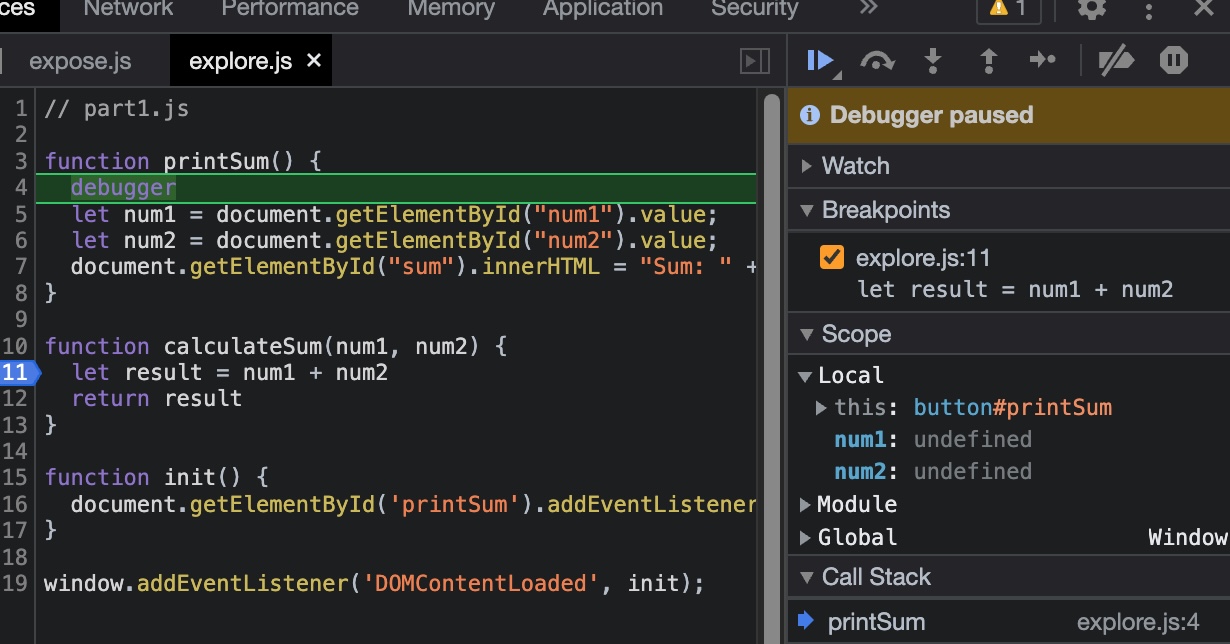 ces Network Performance Memory Application Security » 1
expose.js explore.js ×
1 // part1.js
2
3 function printSum() {
4 debugger
5 let num1 = document.getElementById("num1").value;
6 let num2 = document.getElementById("num2").value;
7 document.getElementById("sum").innerHTML = "Sum: " +
8 }
9
10 function calculateSum(num1, num2) {
11 let result = num1 + num2
12 return result
13 }
14
15 function init() {
16 document.getElementById('printSum').addEventListener
17 }
18
19 window.addEventListener('DOMContentLoaded', init);
Debugger paused
Watch
Breakpoints
explore.js:11
let result = num1 + num2
Scope
Local
this: button#printSum
num1: undefined
num2: undefined
Module
Global Window
Call Stack
printSum explore.js:4